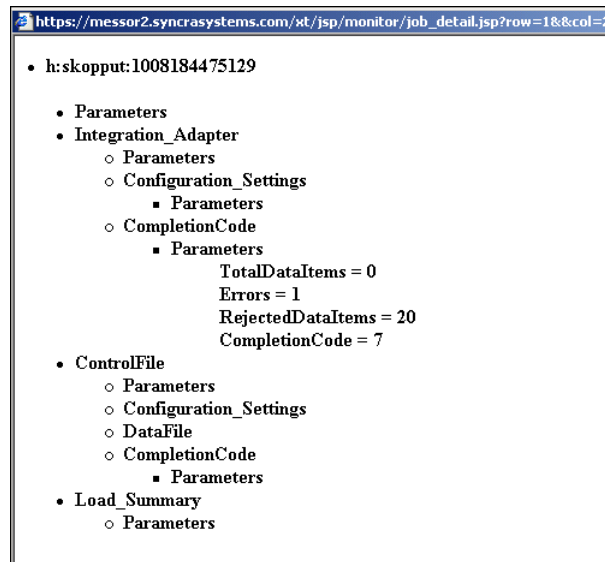 https://messor2.syncrasystems.com/xt/jsp/monitor/job_detail.jsp?row=1&&col=2
h:skopput:1008184475129
Parameters
Integration_Adapter
Parameters
Configuration_Settings
Parameters
CompletionCode
Parameters
TotalDataItems = 0
Errors = 1
RejectedDataItems = 20
CompletionCode = 7
ControlFile
Parameters
Configuration_Settings
DataFile
CompletionCode
Parameters
Load_Summary
Parameters